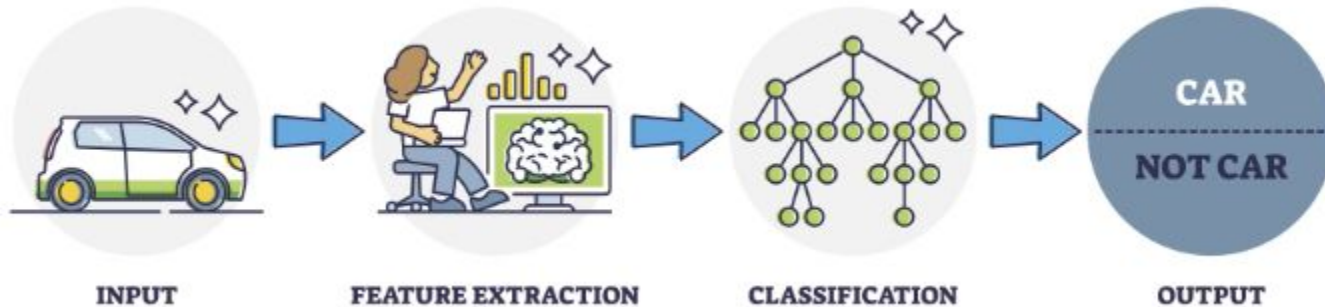 CAR
NOT CAR
INPUT
FEATURE EXTRACTION
CLASSIFICATION
OUTPUT